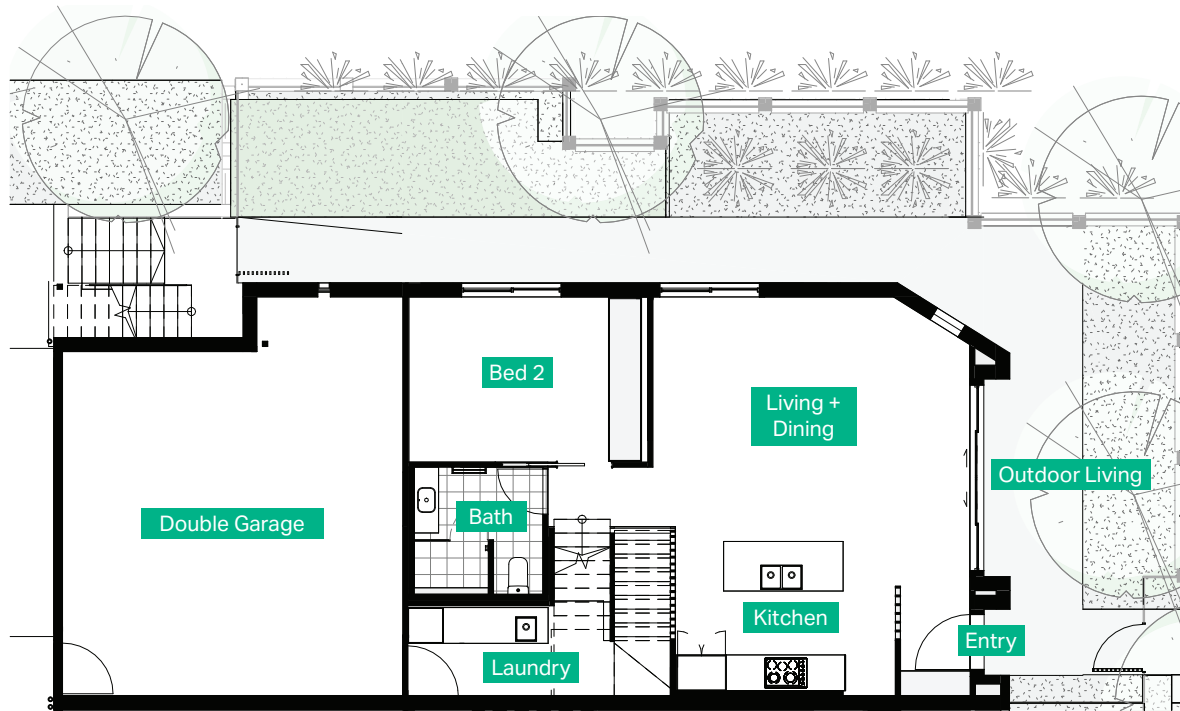 Bed 2
Living +
Dining
Outdoor Living
Double Garage
Bath
Kitchen
Entry
Laundry